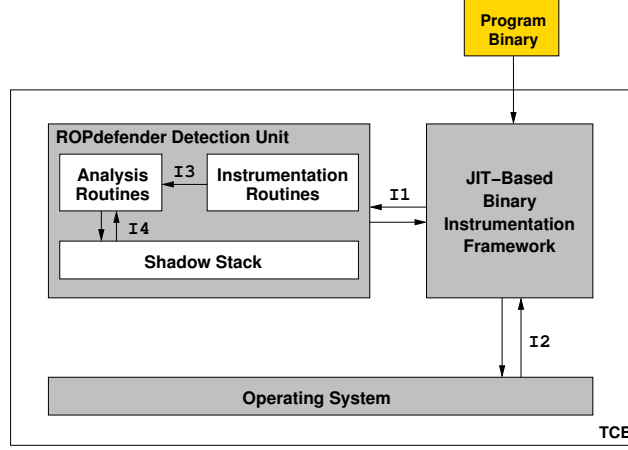 Program
Binary
ROPdefender Detection Unit
Analysis
Routines
I3
Instrumentation
Routines
I4
Shadow Stack
I1
JIT−Based
Binary
Instrumentation
Framework
I2
Operating System
TCB